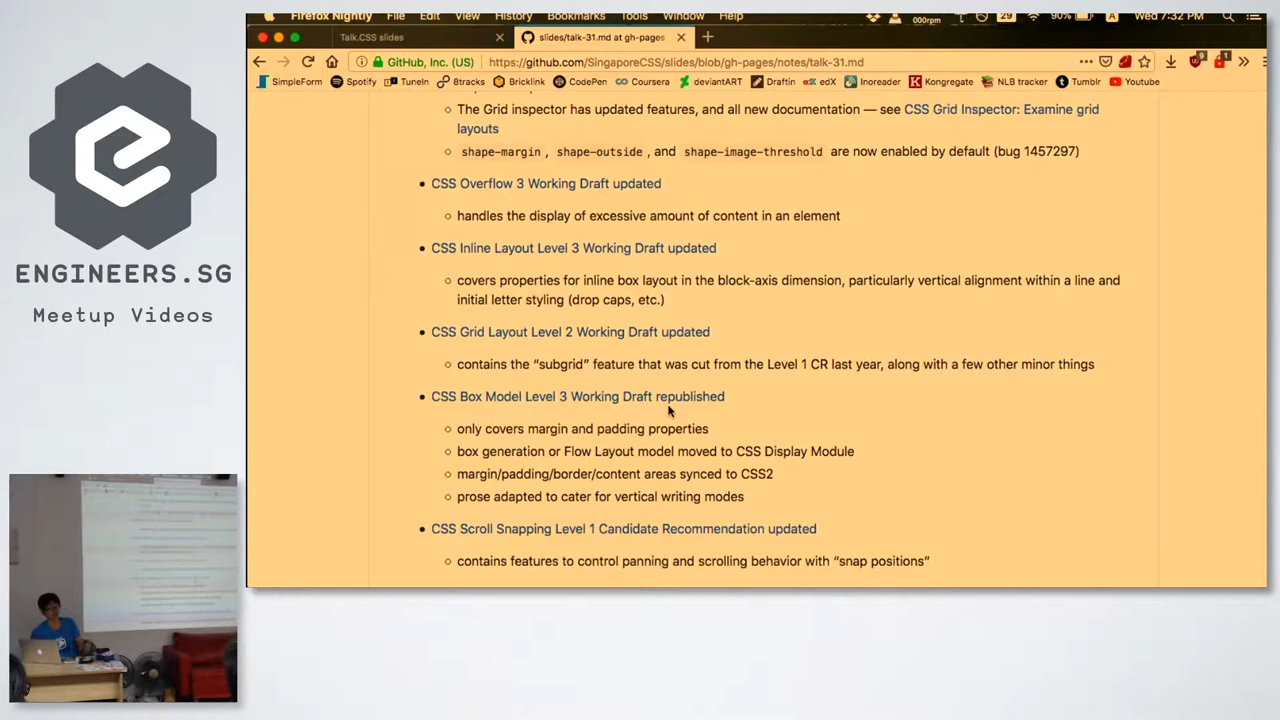 Firefox Nightly File Edit View History Bookmarks Tools Window Help 000rpm 29 90% A Wed 7:32 PM
Talk.CSS slides
slides/talk-31.md at gh-pages
GitHub, Inc. (US) https://github.com/SingaporeCSS/slides/blob/gh-pages/notes/talk-31.md
SimpleForm Spotify TuneIn 8tracks Bricklink CodePen Coursera deviantART Draftin edX Inoreader Kongregate NLB tracker Tumblr Youtube
The Grid inspector has updated features, and all new documentation — see CSS Grid Inspector: Examine grid
layouts
shape-margin , shape-outside , and shape-image-threshold are now enabled by default (bug 1457297)
CSS Overflow 3 Working Draft updated
handles the display of excessive amount of content in an element
CSS Inline Layout Level 3 Working Draft updated
covers properties for inline box layout in the block-axis dimension, particularly vertical alignment within a line and
initial letter styling (drop caps, etc.)
CSS Grid Layout Level 2 Working Draft updated
contains the “subgrid” feature that was cut from the Level 1 CR last year, along with a few other minor things
CSS Box Model Level 3 Working Draft republished
only covers margin and padding properties
box generation or Flow Layout model moved to CSS Display Module
margin/padding/border/content areas synced to CSS2
prose adapted to cater for vertical writing modes
CSS Scroll Snapping Level 1 Candidate Recommendation updated
contains features to control panning and scrolling behavior with “snap positions”
ENGINEERS.SG
Meetup Videos